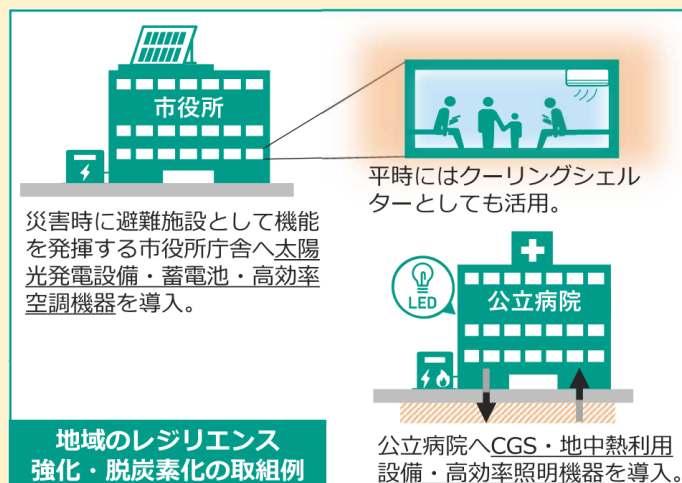 市役所
災害時に避難施設として機能
を発揮する市役所庁舎へ太陽
光発電設備・蓄電池・高効率
空調機器を導入。
平時にはクーリングシェル
ターとしても活用。
LED
公立病院
公立病院へCGS・地中熱利用
設備・高効率照明機器を導入。
地域のレジリエンス
強化・脱炭素化の取組例